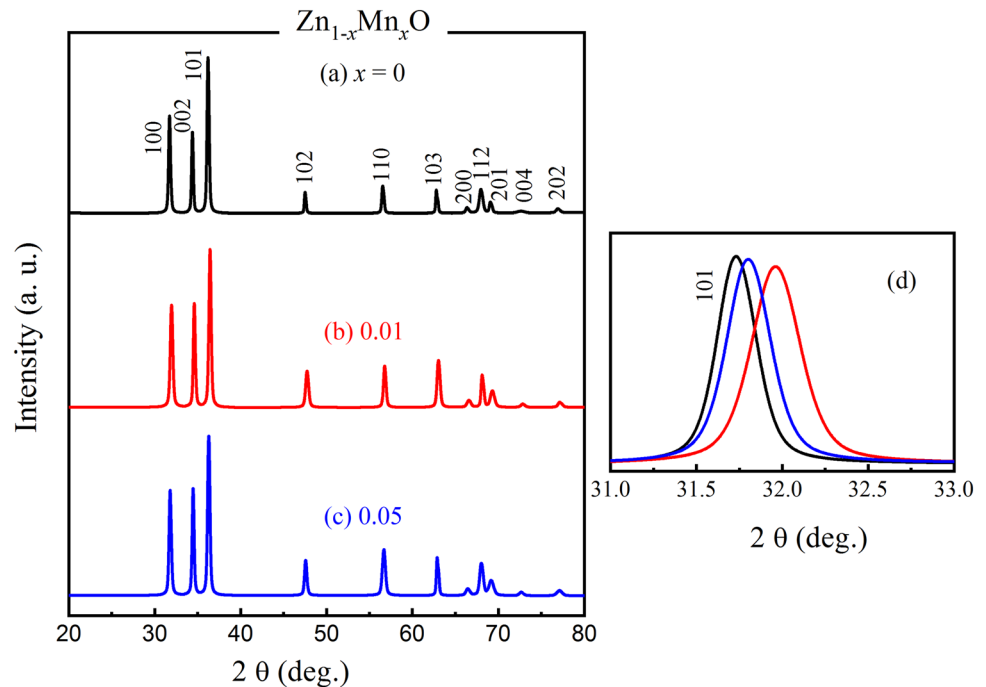 Zn₁₋ₓMnₓO
(a) x = 0
100
002
101
102
110
103
200
112
201
004
202
(b) 0.01
(c) 0.05
Intensity (a. u.)
20 30 40 50 60 70 80
2 θ (deg.)
101
(d)
31.0 31.5 32.0 32.5 33.0
2 θ (deg.)